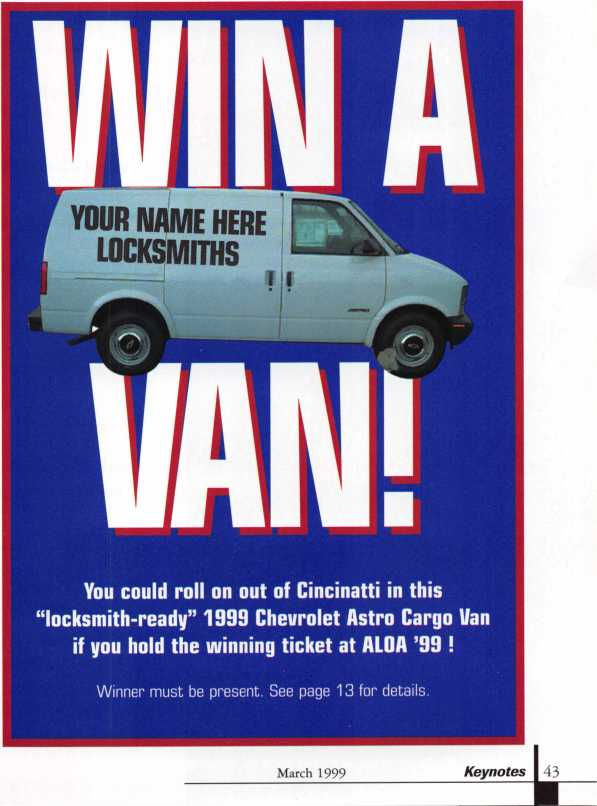 WIN A
YOUR NAME HERE
LOCKSMITHS
VAN!
You could roll on out of Cincinatti in this
“locksmith-ready” 1999 Chevrolet Astro Cargo Van
if you hold the winning ticket at ALOA ’99 !
Winner must be present. See page 13 for details.
March 1999 Keynotes 43